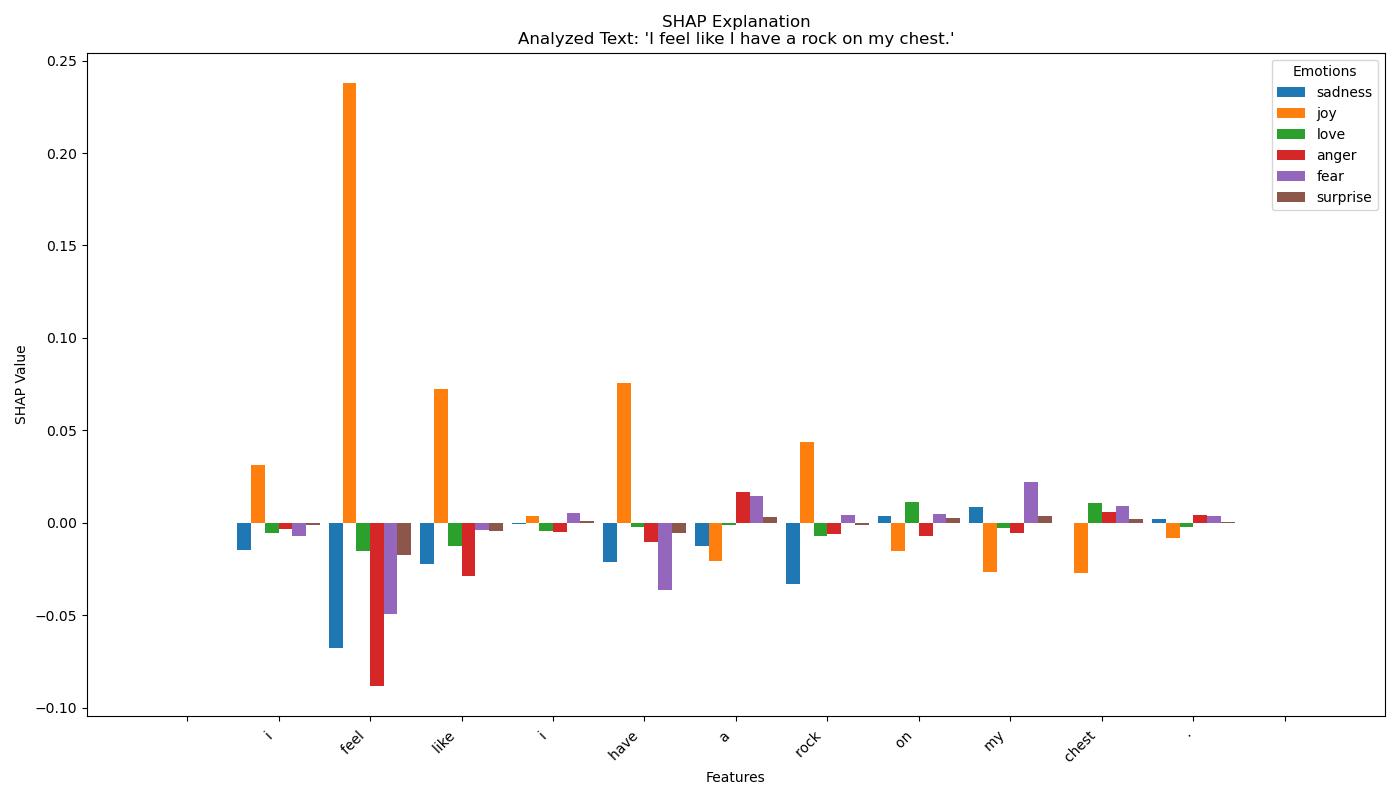 SHAP Explanation
Analyzed Text: 'I feel like I have a rock on my chest.'
Emotions
sadness
joy
love
anger
fear
surprise
SHAP Value
0.25
0.20
0.15
0.10
0.05
0.00
−0.05
−0.10
i
feel
like
i
have
a
rock
on
my
chest
.
Features